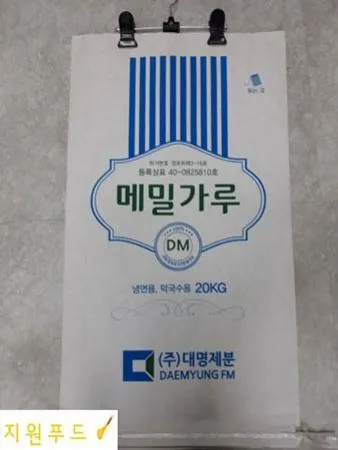 등록상표 40-0825810호
메밀가루
DM
냉면용, 막국수용 20KG
(주)대명제분
DAEMYUNG FM
지원푸드